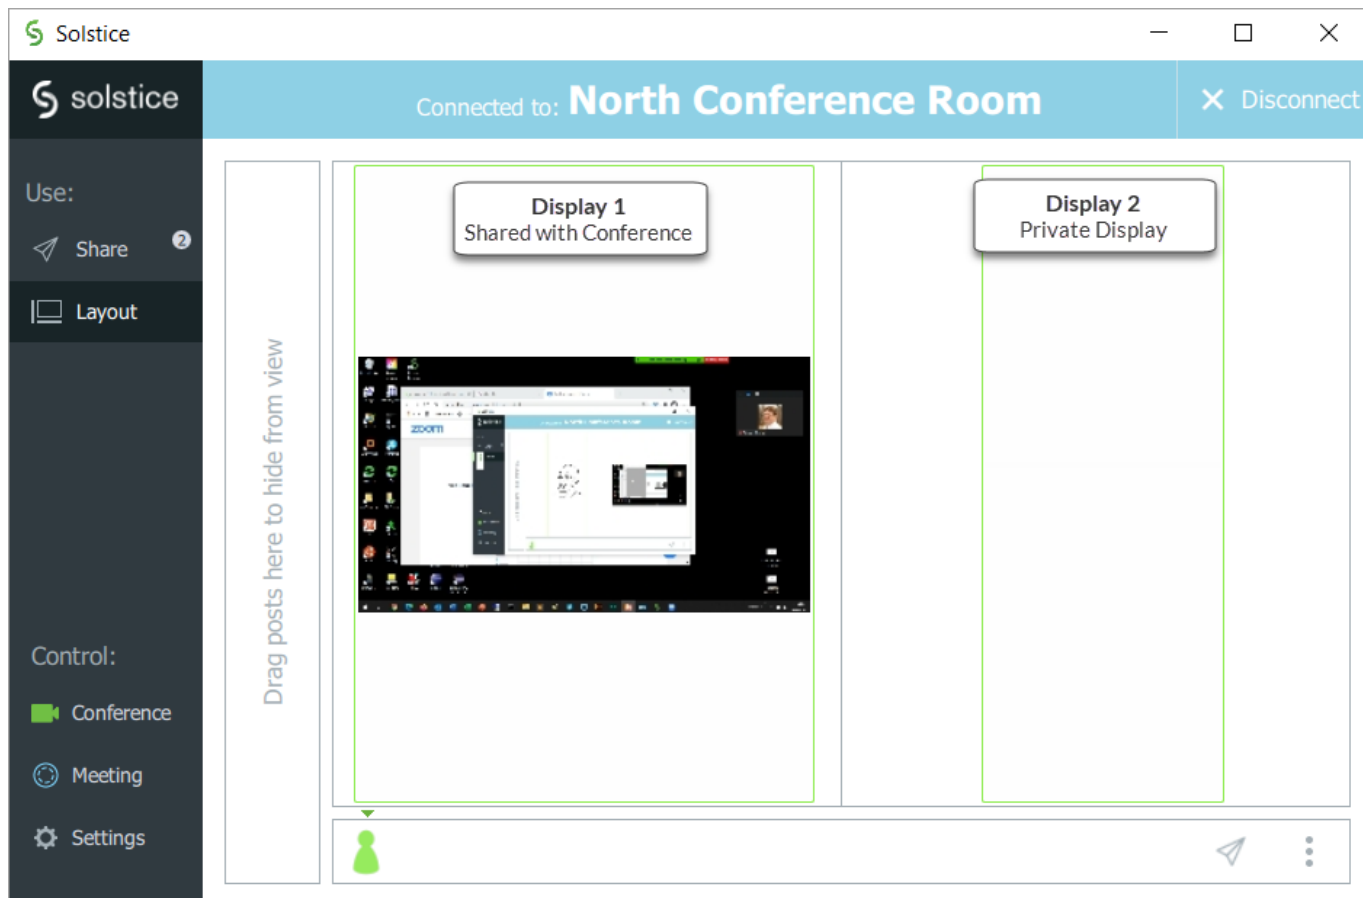 Solstice
solstice
Connected to: North Conference Room
Disconnect
Use:
Share
2
Layout
Drag posts here to hide from view
Display 1
Shared with Conference
Display 2
Private Display
zoom
Control:
Conference
Meeting
Settings